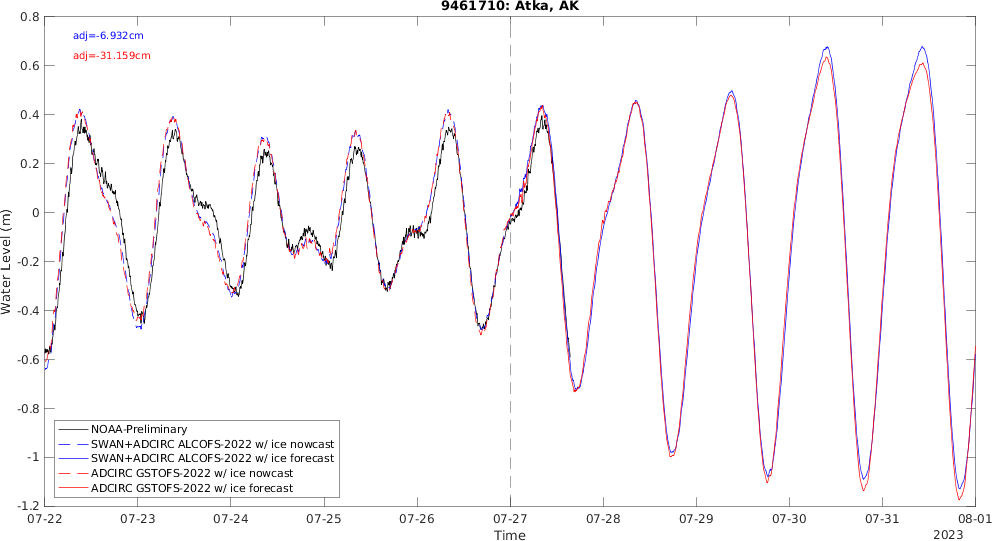 9461710: Atka, AK
adj=-6.932cm
adj=-31.159cm
0.8
0.6
0.4
0.2
0
-0.2
-0.4
-0.6
-0.8
-1
-1.2
Water Level (m)
NOAA-Preliminary
SWAN+ADCIRC ALCOFS-2022 w/ ice nowcast
SWAN+ADCIRC ALCOFS-2022 w/ ice forecast
ADCIRC GSTOFS-2022 w/ ice nowcast
ADCIRC GSTOFS-2022 w/ ice forecast
07-22 07-23 07-24 07-25 07-26 07-27 07-28 07-29 07-30 07-31 08-01
Time
2023